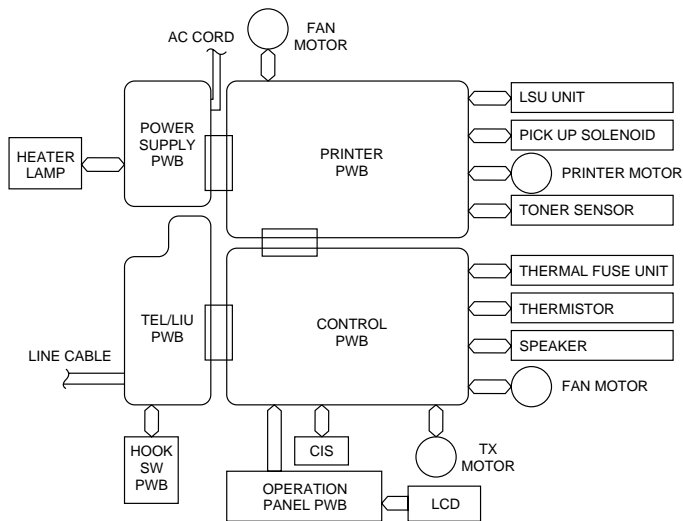 AC CORD
FAN
MOTOR
POWER
SUPPLY
PWB
HEATER
LAMP
PRINTER
PWB
LSU UNIT
PICK UP SOLENOID
PRINTER MOTOR
TONER SENSOR
TEL/LIU
PWB
LINE CABLE
CONTROL
PWB
THERMAL FUSE UNIT
THERMISTOR
SPEAKER
FAN MOTOR
HOOK
SW
PWB
CIS
TX
MOTOR
OPERATION
PANEL PWB
LCD